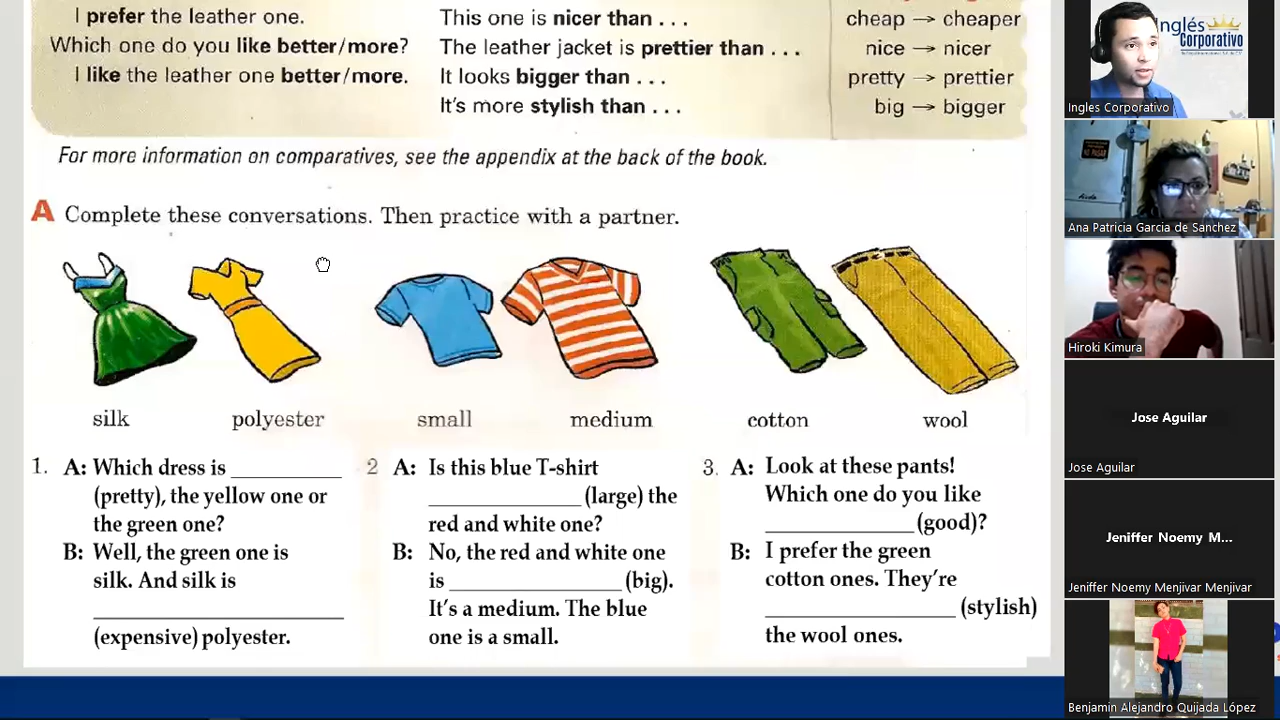 I prefer the leather one.
Which one do you like better/more?
I like the leather one better/more.
This one is nicer than . . .
The leather jacket is prettier than . . .
It looks bigger than . . .
It's more stylish than . . .
cheap → cheaper
nice → nicer
pretty → prettier
big → bigger
For more information on comparatives, see the appendix at the back of the book.
A Complete these conversations. Then practice with a partner.
silk
polyester
small
medium
cotton
wool
1. A: Which dress is __________
(pretty), the yellow one or
the green one?
B: Well, the green one is
silk. And silk is
______________________
(expensive) polyester.
2 A: Is this blue T-shirt
______________ (large) the
red and white one?
B: No, the red and white one
is ________________ (big).
It's a medium. The blue
one is a small.
3. A: Look at these pants!
Which one do you like
______________ (good)?
B: I prefer the green
cotton ones. They're
__________________ (stylish)
the wool ones.
Inglés
Corporativo
Ingles Corporativo
NO PASAR
Ana Patricia Garcia de Sanchez
Hiroki Kimura
Jose Aguilar
Jose Aguilar
Jeniffer Noemy M...
Jeniffer Noemy Menjivar Menjivar
Benjamin Alejandro Quijada López